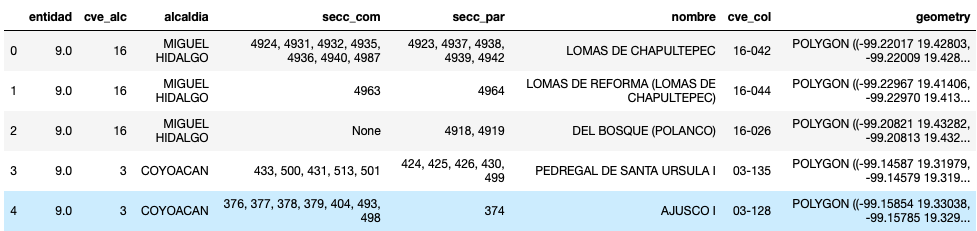 entidad cve_alc alcaldia secc_com secc_par nombre cve_col geometry
0 9.0 16 MIGUEL HIDALGO 4924, 4931, 4932, 4935, 4936, 4940, 4987 4923, 4937, 4938, 4939, 4942 LOMAS DE CHAPULTEPEC 16-042 POLYGON ((-99.22017 19.42803, -99.22009 19.428...
1 9.0 16 MIGUEL HIDALGO 4963 4964 LOMAS DE REFORMA (LOMAS DE CHAPULTEPEC) 16-044 POLYGON ((-99.22967 19.41406, -99.22970 19.413...
2 9.0 16 MIGUEL HIDALGO None 4918, 4919 DEL BOSQUE (POLANCO) 16-026 POLYGON ((-99.20821 19.43282, -99.20813 19.432...
3 9.0 3 COYOACAN 433, 500, 431, 513, 501 424, 425, 426, 430, 499 PEDREGAL DE SANTA URSULA I 03-135 POLYGON ((-99.14587 19.31979, -99.14579 19.319...
4 9.0 3 COYOACAN 376, 377, 378, 379, 404, 493, 498 374 AJUSCO I 03-128 POLYGON ((-99.15854 19.33038, -99.15785 19.329...